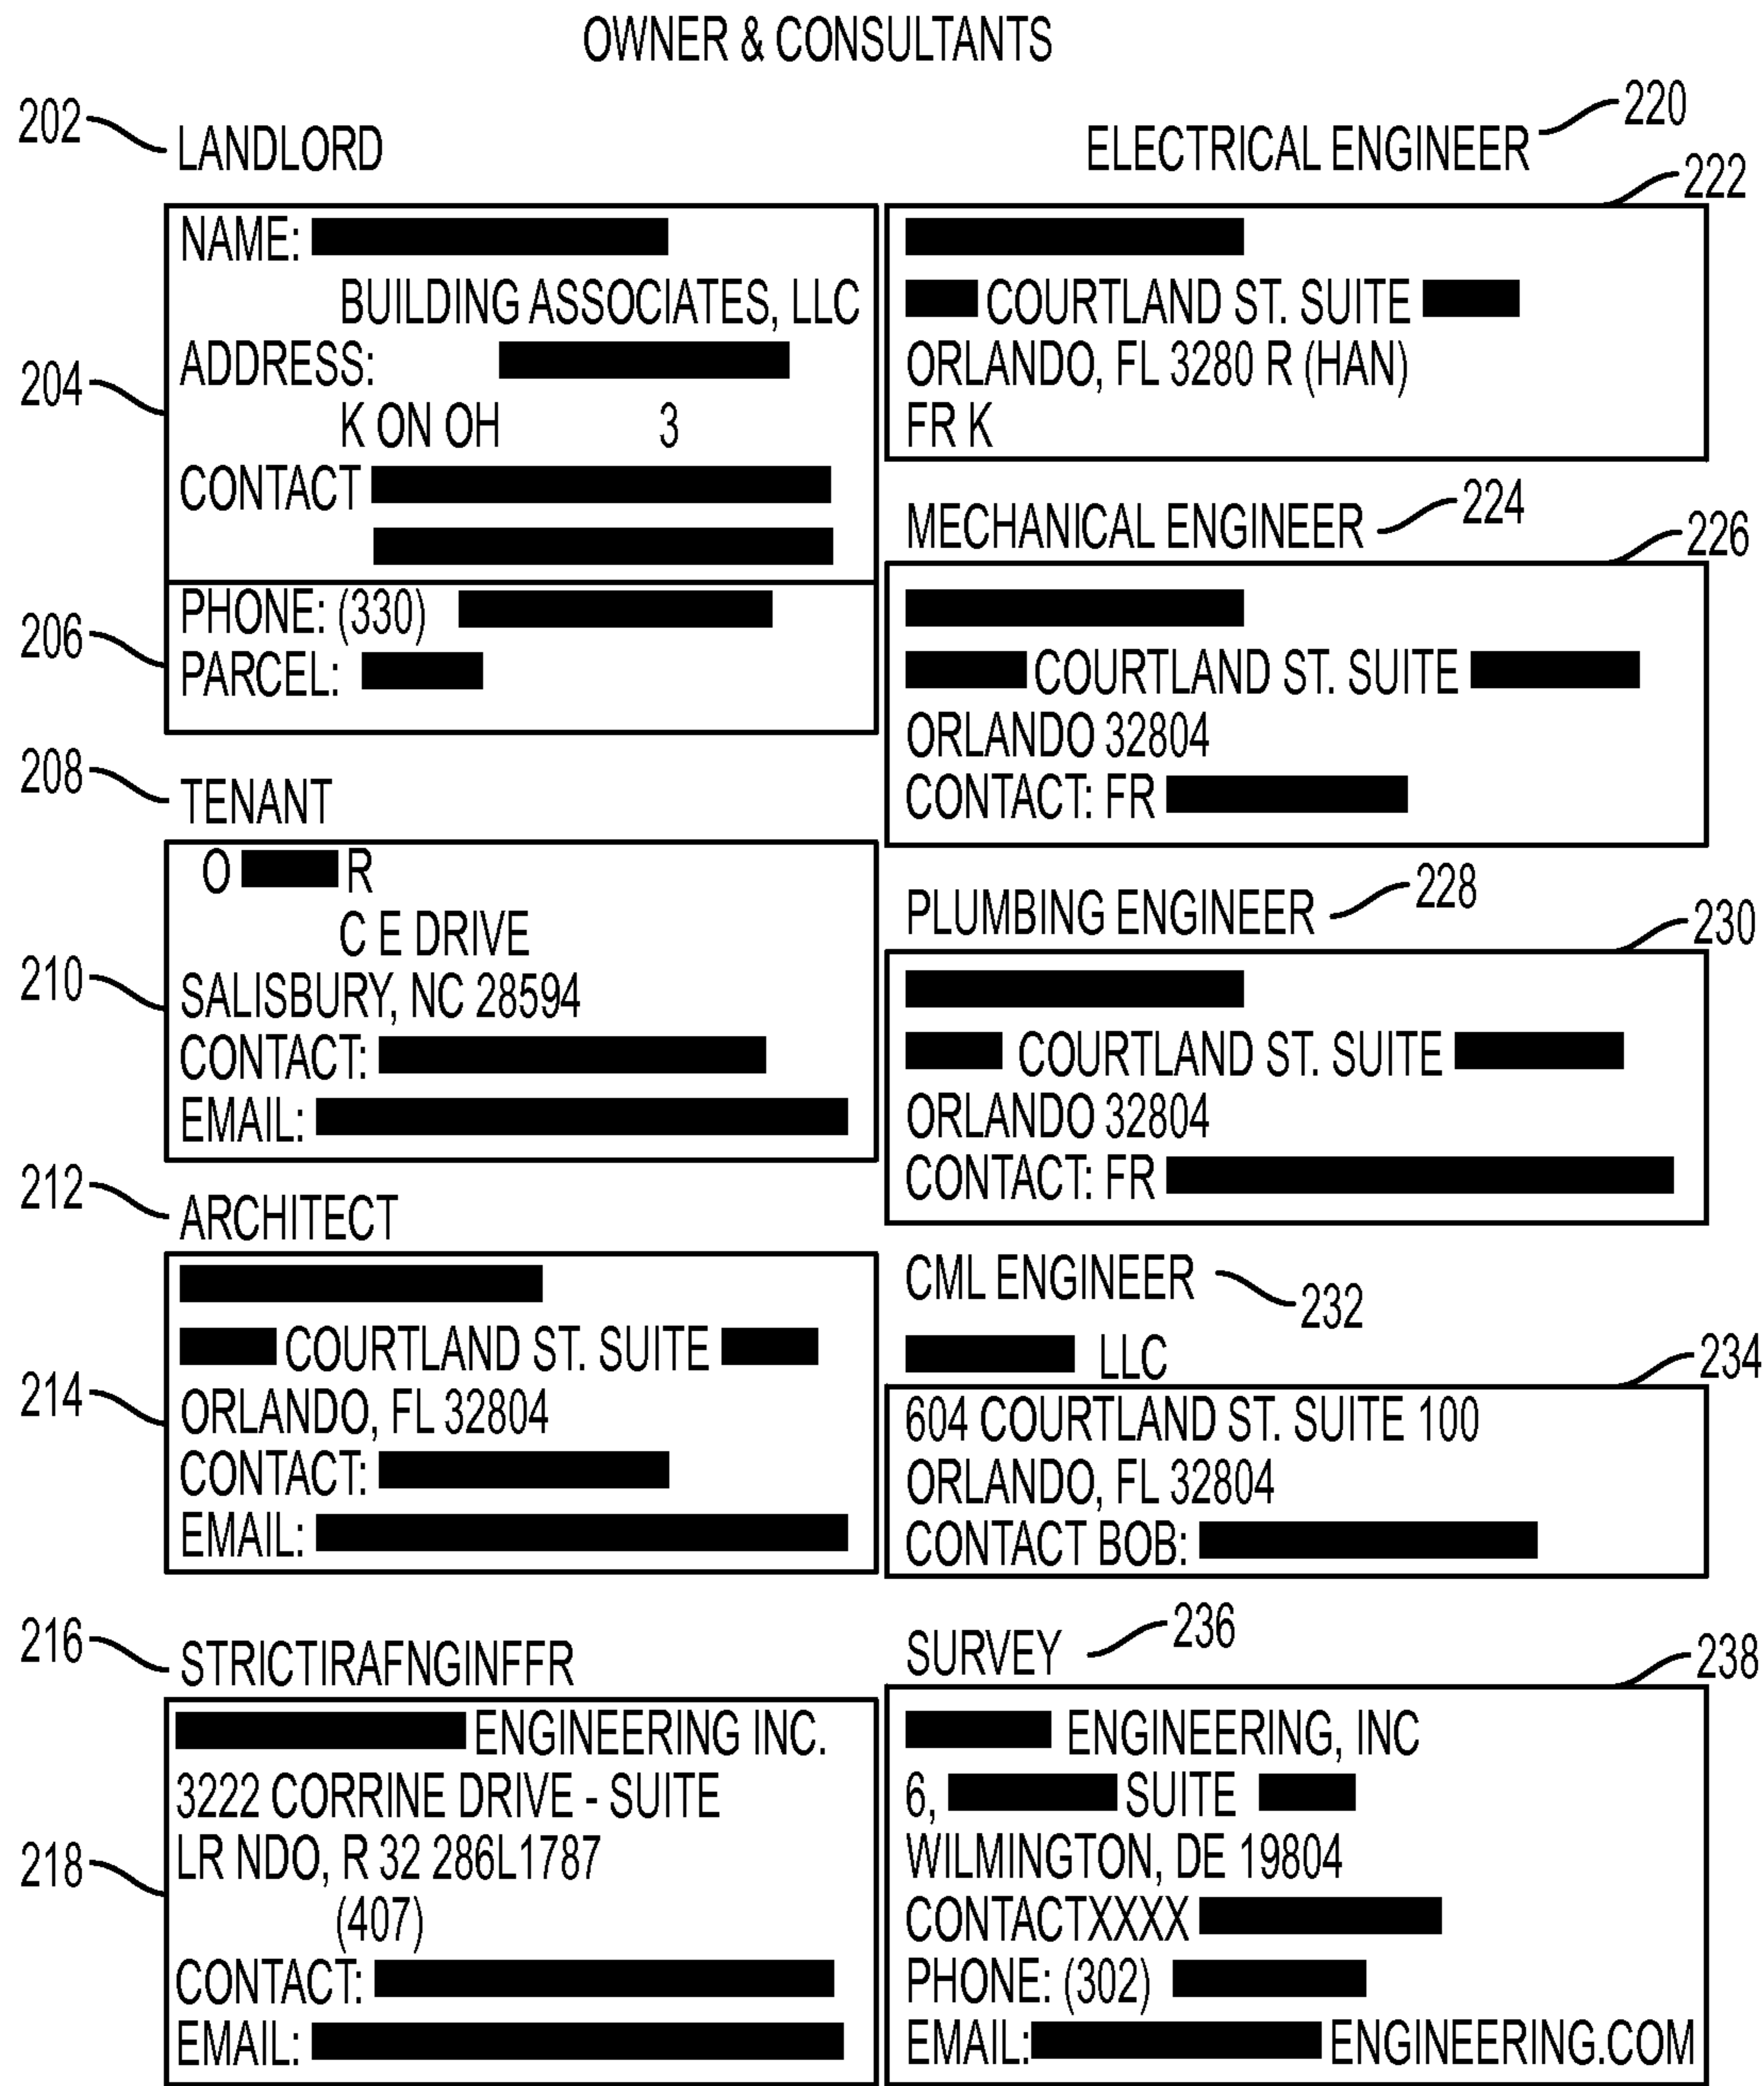 OWNER & CONSULTANTS
202
LANDLORD
204
NAME:
BUILDING ASSOCIATES, LLC
ADDRESS:
K ON OH 3
CONTACT
206
PHONE: (330)
PARCEL:
208
TENANT
210
O R
C E DRIVE
SALISBURY, NC 28594
CONTACT:
EMAIL:
212
ARCHITECT
214
COURTLAND ST. SUITE
ORLANDO, FL 32804
CONTACT:
EMAIL:
216
STRICTIRAFNGINFFR
218
ENGINEERING INC.
3222 CORRINE DRIVE - SUITE
LR NDO, R 32 286L1787
(407)
CONTACT:
EMAIL:
220
ELECTRICAL ENGINEER
222
COURTLAND ST. SUITE
ORLANDO, FL 3280 R (HAN)
FR K
224
MECHANICAL ENGINEER
226
COURTLAND ST. SUITE
ORLANDO 32804
CONTACT: FR
228
PLUMBING ENGINEER
230
COURTLAND ST. SUITE
ORLANDO 32804
CONTACT: FR
CML ENGINEER
232
LLC
234
604 COURTLAND ST. SUITE 100
ORLANDO, FL 32804
CONTACT BOB:
236
SURVEY
238
ENGINEERING, INC
6, SUITE
WILMINGTON, DE 19804
CONTACTXXXX
PHONE: (302)
EMAIL: ENGINEERING.COM